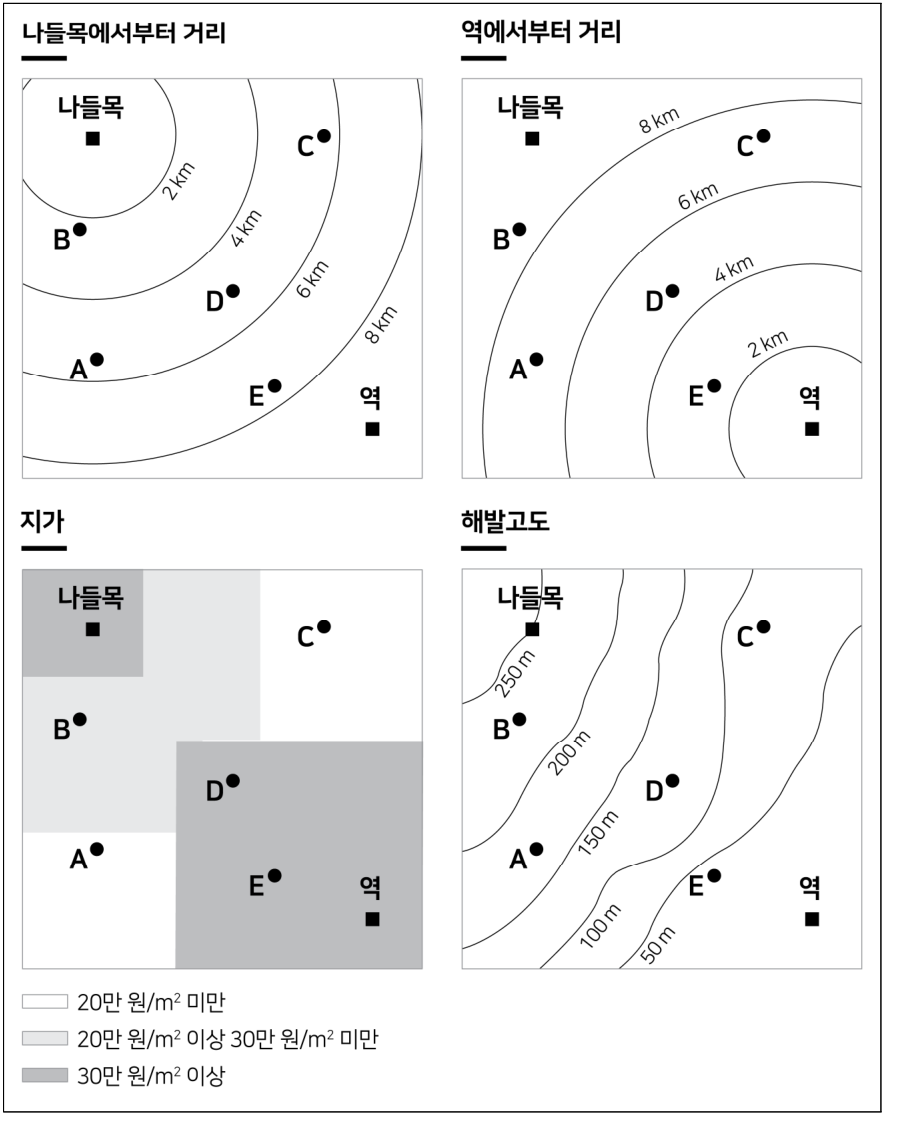 나들목에서부터 거리
나들목
2 km
4 km
6 km
8 km
A
B
C
D
E
역
역에서부터 거리
나들목
8 km
6 km
4 km
2 km
A
B
C
D
E
역
지가
나들목
A
B
C
D
E
역
20만 원/m² 미만
20만 원/m² 이상 30만 원/m² 미만
30만 원/m² 이상
해발고도
나들목
250 m
200 m
150 m
100 m
50 m
A
B
C
D
E
역